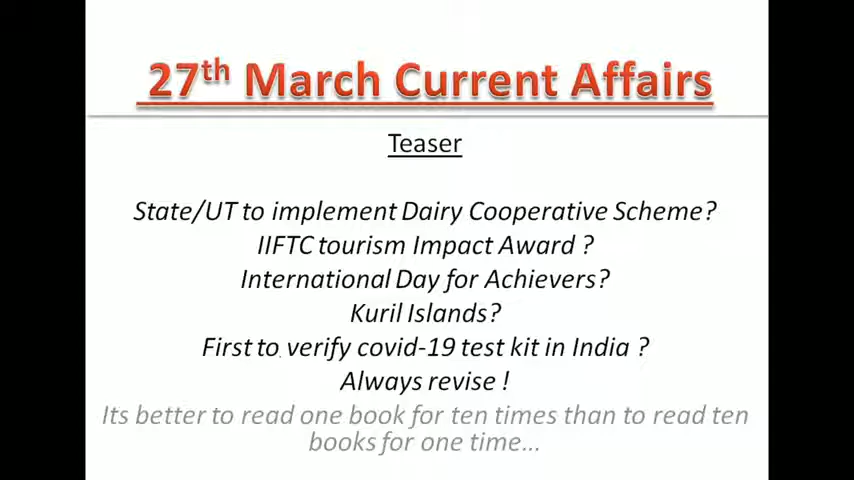 27th March Current Affairs
Teaser
State/UT to implement Dairy Cooperative Scheme?
IIFTC tourism Impact Award ?
International Day for Achievers?
Kuril Islands?
First to verify covid-19 test kit in India ?
Always revise !
Its better to read one book for ten times than to read ten
books for one time...